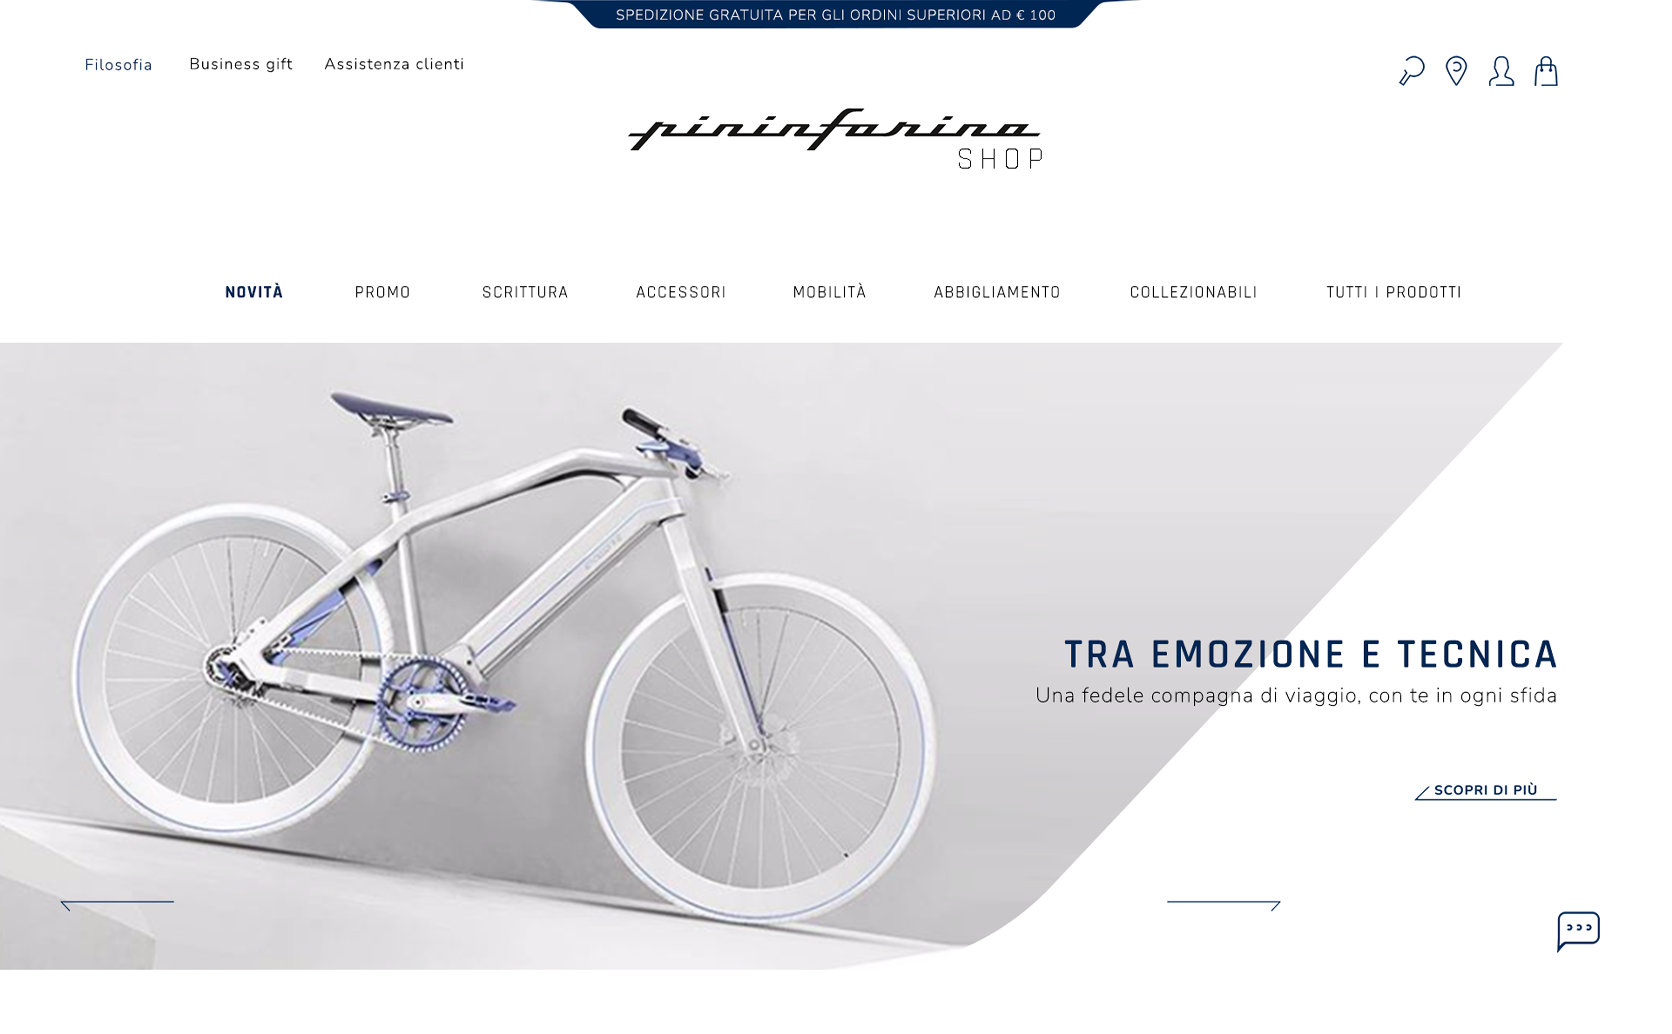 SPEDIZIONE GRATUITA PER GLI ORDINI SUPERIORI AD € 100
Filosofia Business gift Assistenza clienti
pininfarina
SHOP
NOVITÀ PROMO SCRITTURA ACCESSORI MOBILITÀ ABBIGLIAMENTO COLLEZIONABILI TUTTI I PRODOTTI
TRA EMOZIONE E TECNICA
Una fedele compagna di viaggio, con te in ogni sfida
SCOPRI DI PIÙ